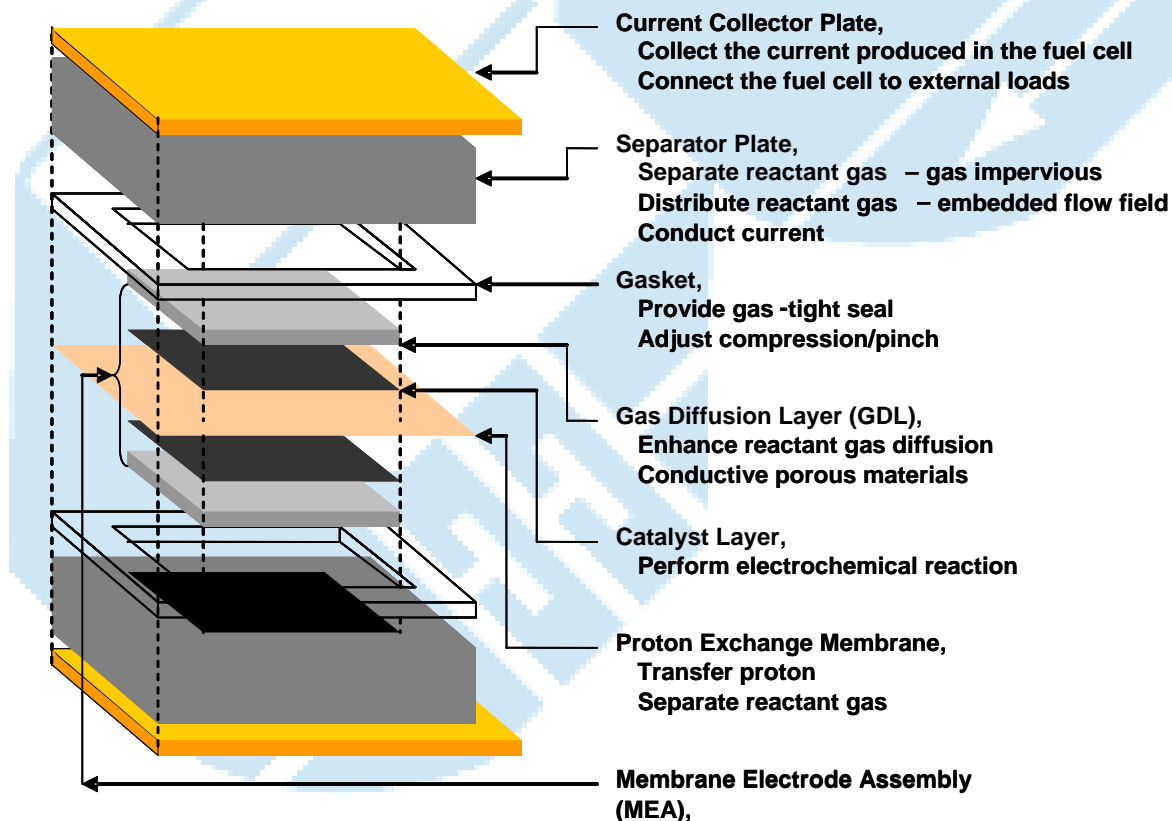 Current Collector Plate,
Collect the current produced in the fuel cell
Connect the fuel cell to external loads
Separator Plate,
Separate reactant gas – gas impervious
Distribute reactant gas – embedded flow field
Conduct current
Gasket,
Provide gas -tight seal
Adjust compression/pinch
Gas Diffusion Layer (GDL),
Enhance reactant gas diffusion
Conductive porous materials
Catalyst Layer,
Perform electrochemical reaction
Proton Exchange Membrane,
Transfer proton
Separate reactant gas
Membrane Electrode Assembly
(MEA),